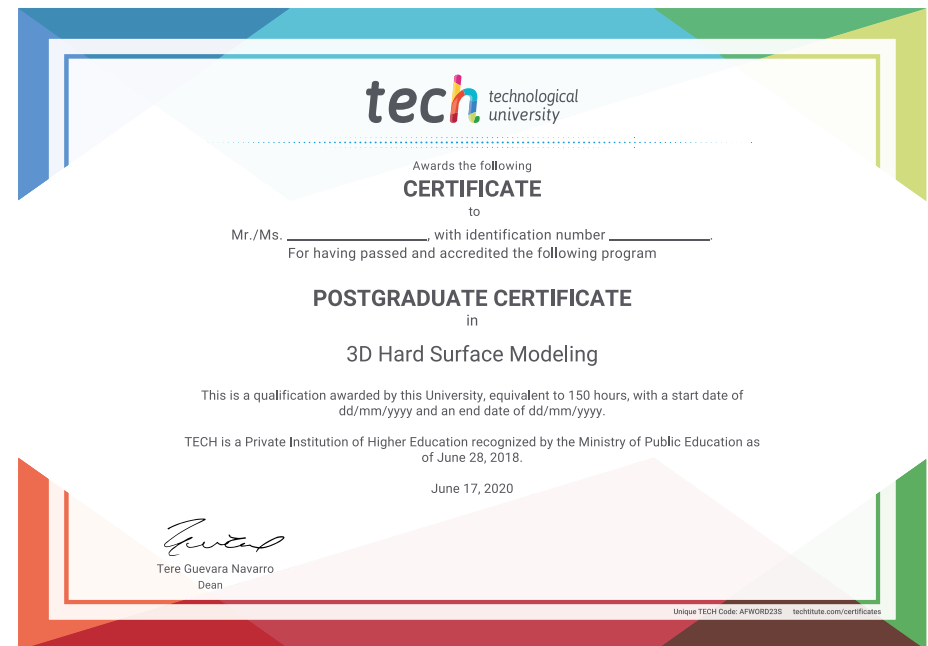 tech technological
university
Awards the following
CERTIFICATE
to
Mr./Ms. ____________________, with identification number ______________.
For having passed and accredited the following program
POSTGRADUATE CERTIFICATE
in
3D Hard Surface Modeling
This is a qualification awarded by this University, equivalent to 150 hours, with a start date of
dd/mm/yyyy and an end date of dd/mm/yyyy.
TECH is a Private Institution of Higher Education recognized by the Ministry of Public Education as
of June 28, 2018.
June 17, 2020
Tere Guevara Navarro
Dean
Unique TECH Code: AFWORD23S techtitute.com/certificates